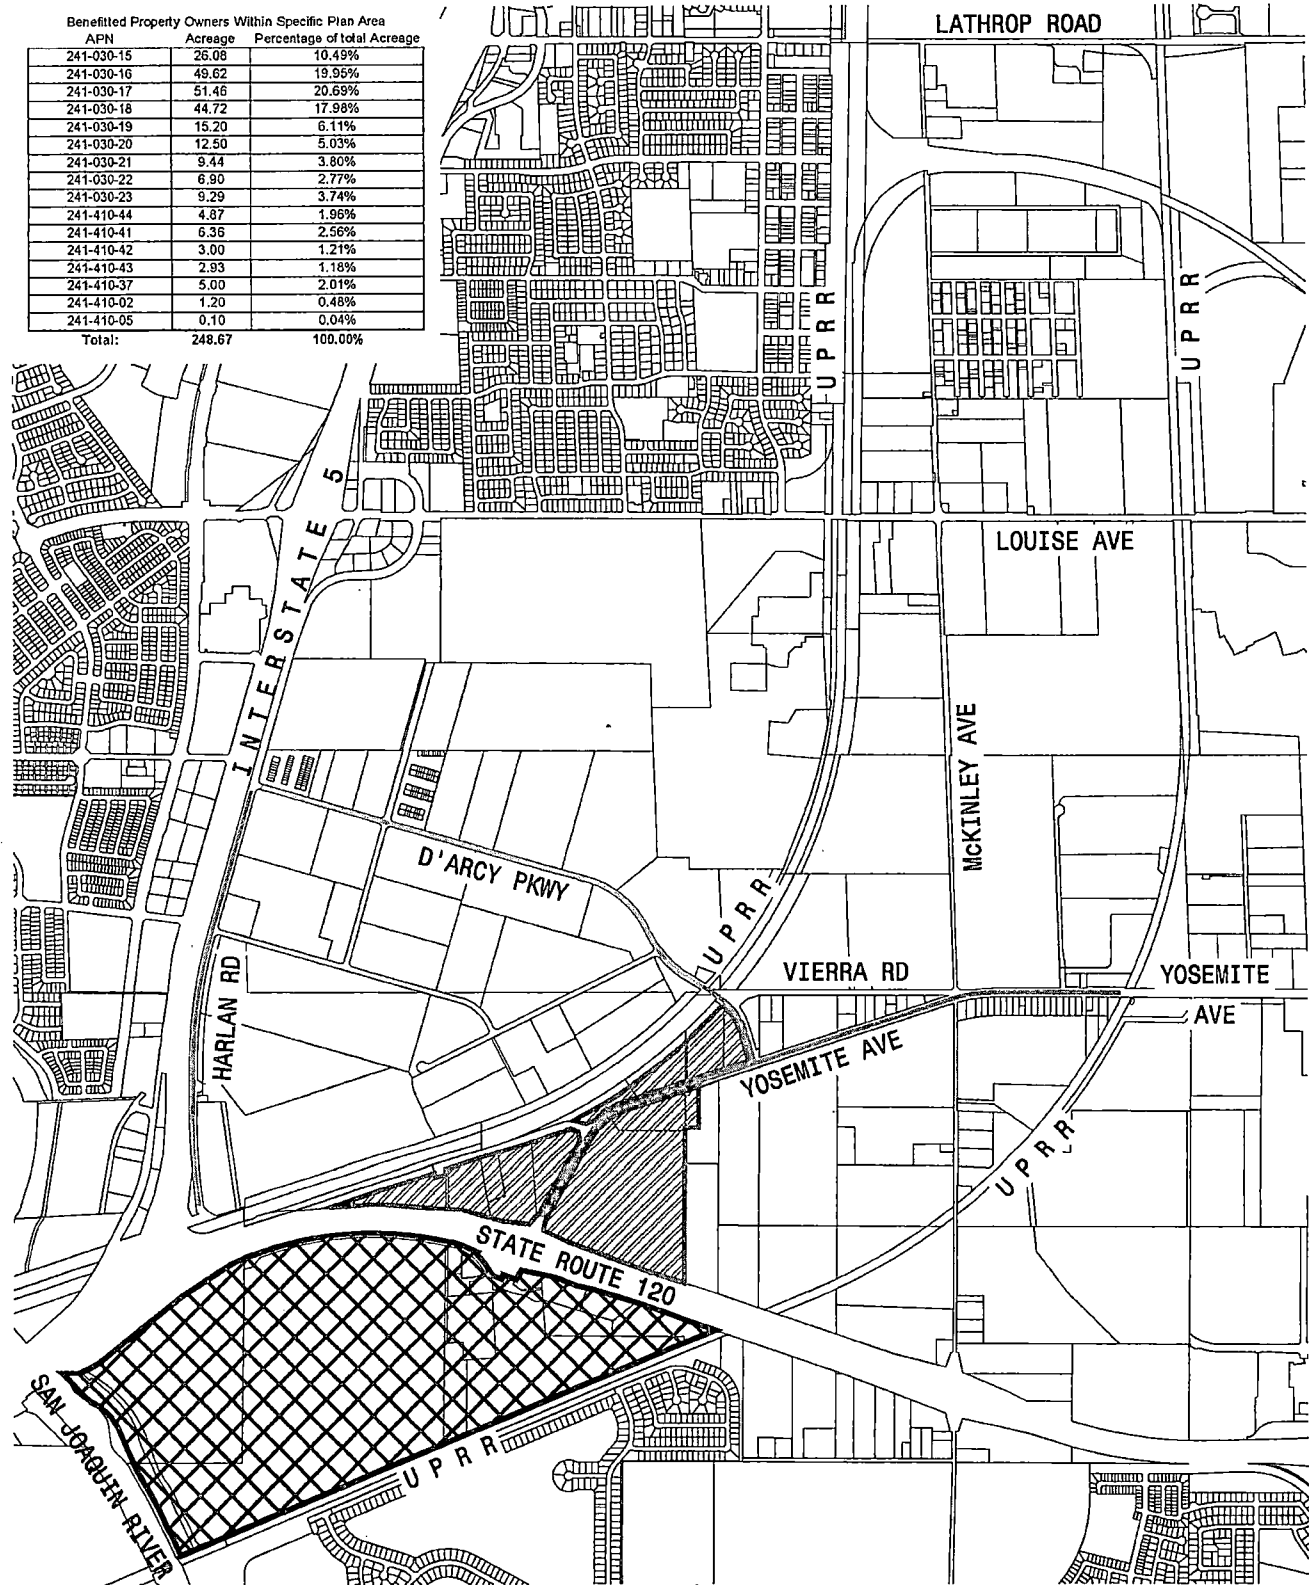 Benefitted Property Owners Within Specific Plan Area
APN Acreage Percentage of total Acreage
241-030-15 26.08 10.49%
241-030-16 49.62 19.95%
241-030-17 51.46 20.69%
241-030-18 44.72 17.98%
241-030-19 15.20 6.11%
241-030-20 12.50 5.03%
241-030-21 9.44 3.80%
241-030-22 6.90 2.77%
241-030-23 9.29 3.74%
241-410-44 4.87 1.96%
241-410-41 6.36 2.56%
241-410-42 3.00 1.21%
241-410-43 2.93 1.18%
241-410-37 5.00 2.01%
241-410-02 1.20 0.48%
241-410-05 0.10 0.04%
Total: 248.67 100.00%
LATHROP ROAD
UPRR
UPRR
INTERSTATE 5
LOUISE AVE
McKINLEY AVE
D'ARCY PKWY
UPRR
HARLAN RD
VIERRA RD
YOSEMITE
AVE
YOSEMITE AVE
UPRR
STATE ROUTE 120
SAN JOAQUIN RIVER
UPRR